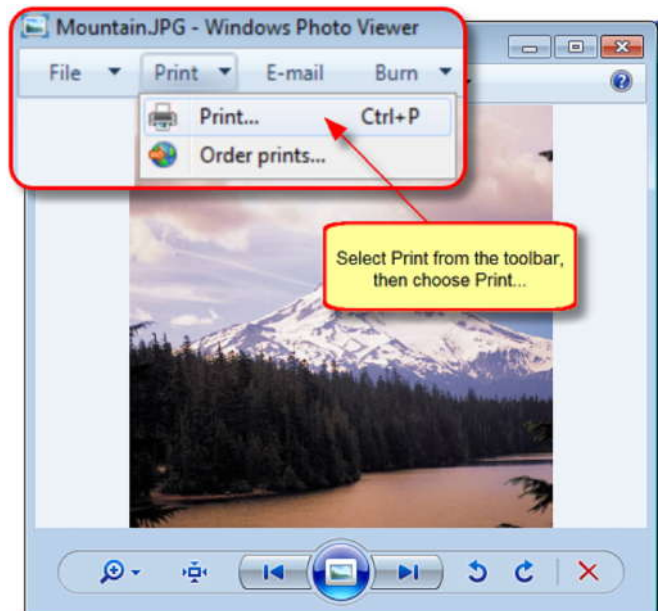 Mountain.JPG - Windows Photo Viewer
File Print E-mail Burn
Print... Ctrl+P
Order prints...
Select Print from the toolbar,
then choose Print...